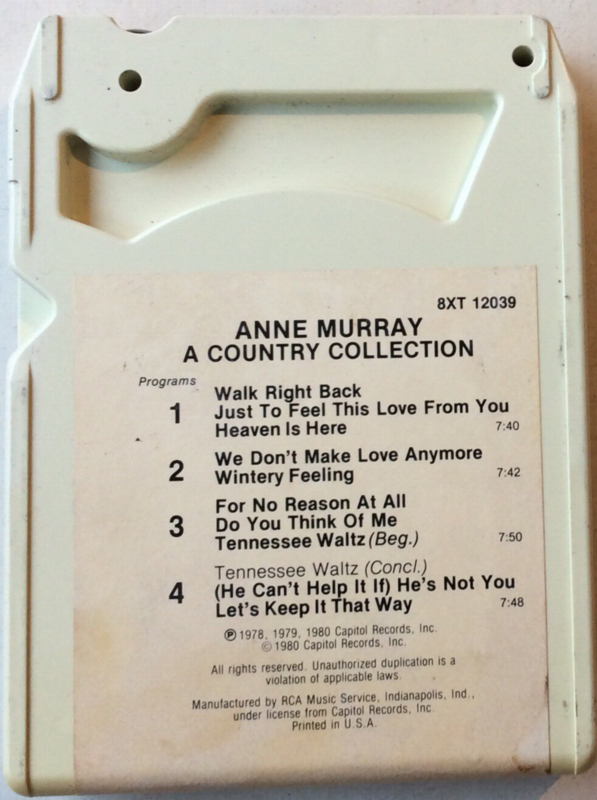 8XT 12039
ANNE MURRAY
A COUNTRY COLLECTION
Programs
1 Walk Right Back
Just To Feel This Love From You
Heaven Is Here 7:40
2 We Don't Make Love Anymore
Wintery Feeling 7:42
3 For No Reason At All
Do You Think Of Me
Tennessee Waltz (Beg.) 7:50
4 Tennessee Waltz (Concl.)
(He Can't Help It If) He's Not You
Let's Keep It That Way 7:48
℗ 1978, 1979, 1980 Capitol Records, Inc.
© 1980 Capitol Records, Inc.
All rights reserved. Unauthorized duplication is a
violation of applicable laws.
Manufactured by RCA Music Service, Indianapolis, Ind.,
under license from Capitol Records, Inc.
Printed in U.S.A.